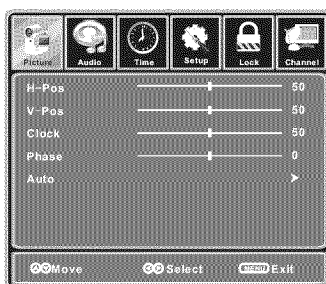 Picture Audio Time Setup Lock Channel
H-Pos 50
V-Pos 50
Clock 50
Phase 0
Auto
Move Select MENU Exit